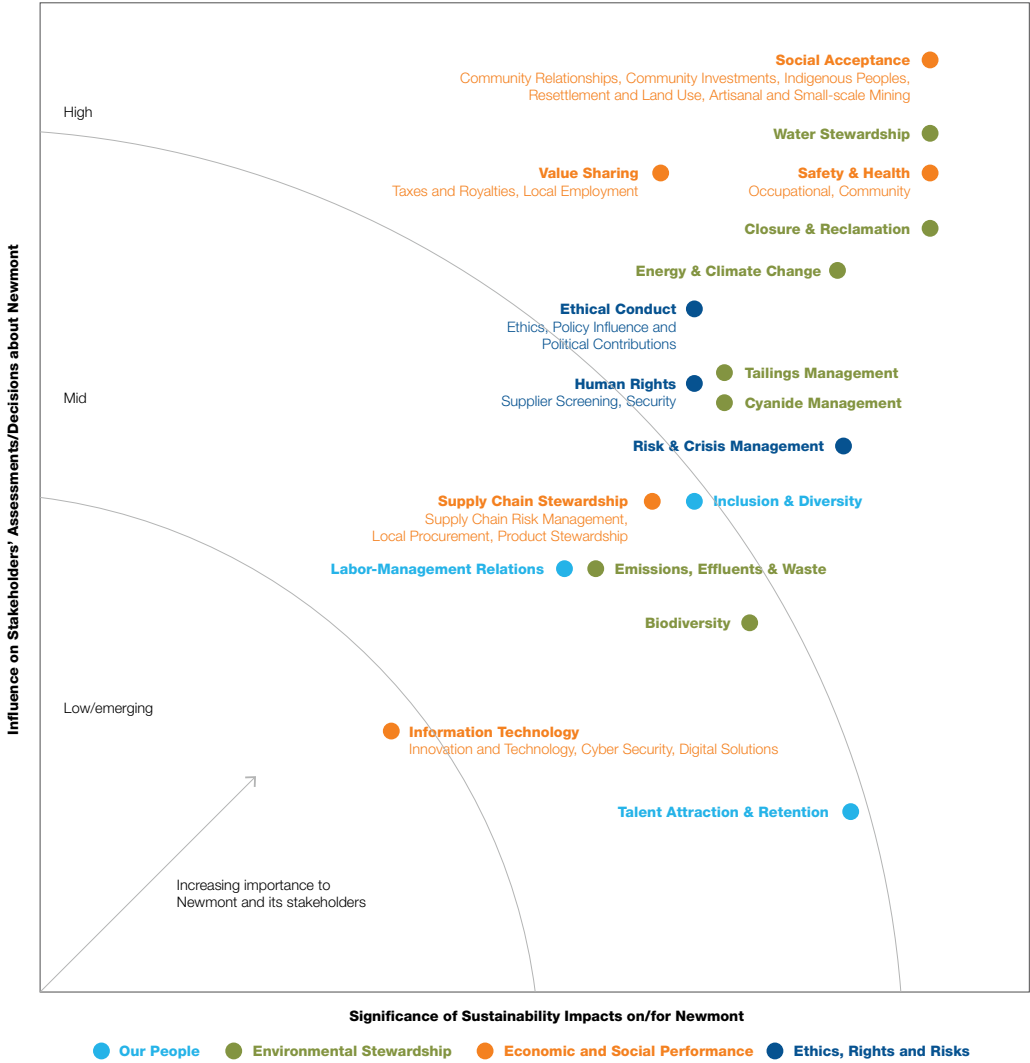 Influence on Stakeholders' Assessments/Decisions about Newmont
Social Acceptance
Community Relationships, Community Investments, Indigenous Peoples,
Resettlement and Land Use, Artisanal and Small-scale Mining
High
Water Stewardship
Value Sharing
Taxes and Royalties, Local Employment
Safety & Health
Occupational, Community
Closure & Reclamation
Energy & Climate Change
Ethical Conduct
Ethics, Policy Influence and
Political Contributions
Tailings Management
Human Rights
Supplier Screening, Security
Mid
Cyanide Management
Risk & Crisis Management
Supply Chain Stewardship
Supply Chain Risk Management,
Local Procurement, Product Stewardship
Inclusion & Diversity
Labor-Management Relations
Emissions, Effluents & Waste
Biodiversity
Low/emerging
Information Technology
Innovation and Technology, Cyber Security, Digital Solutions
Talent Attraction & Retention
Increasing importance to
Newmont and its stakeholders
Significance of Sustainability Impacts on/for Newmont
Our People
Environmental Stewardship
Economic and Social Performance
Ethics, Rights and Risks